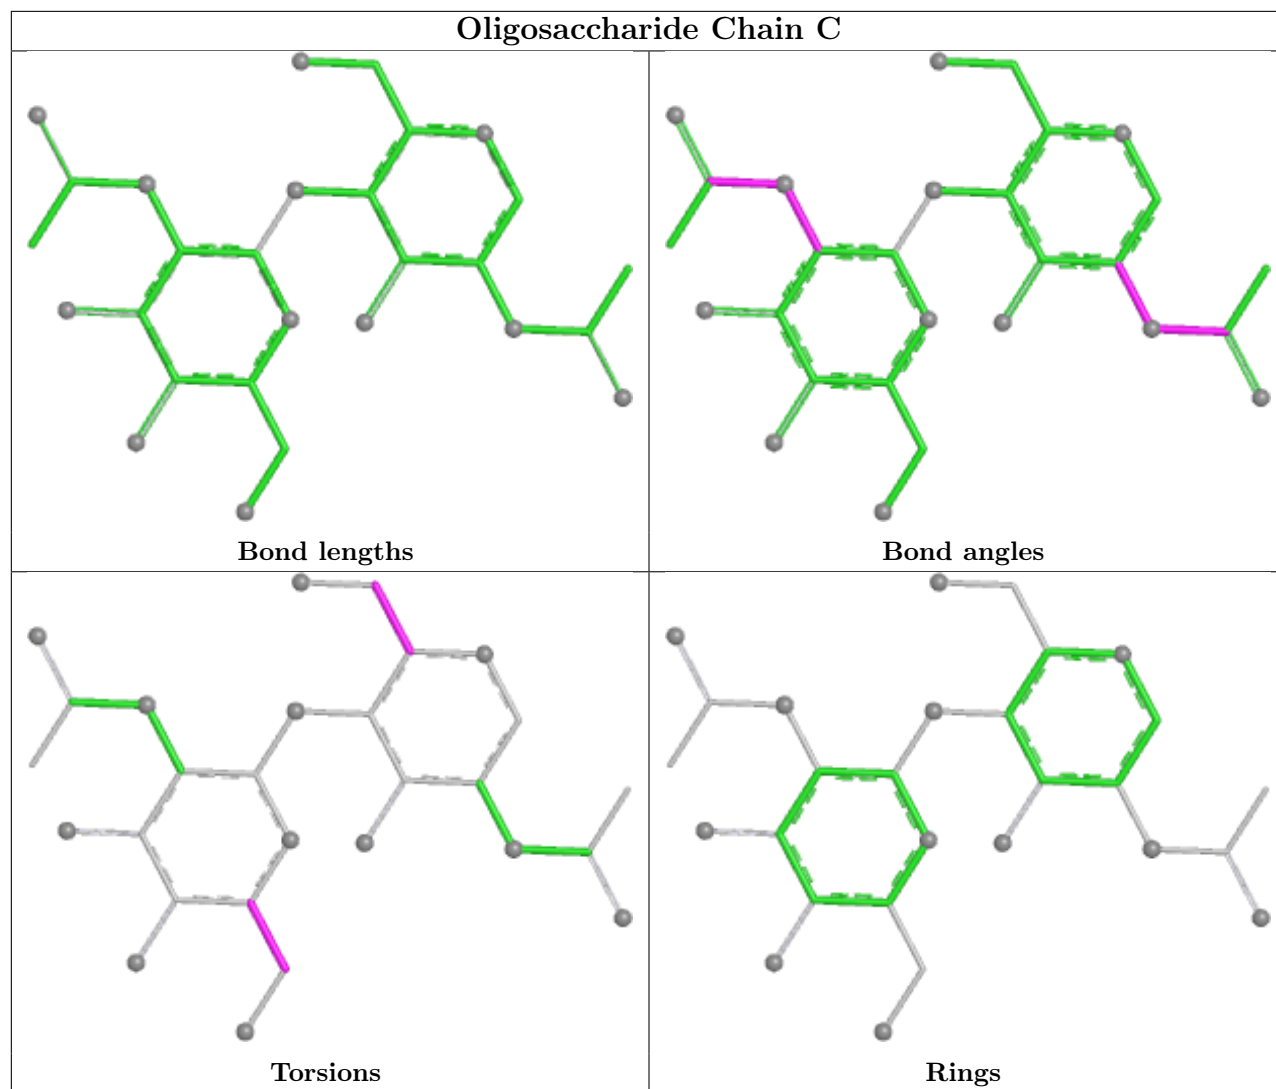 Oligosaccharide Chain C
Bond lengths
Bond angles
Torsions
Rings